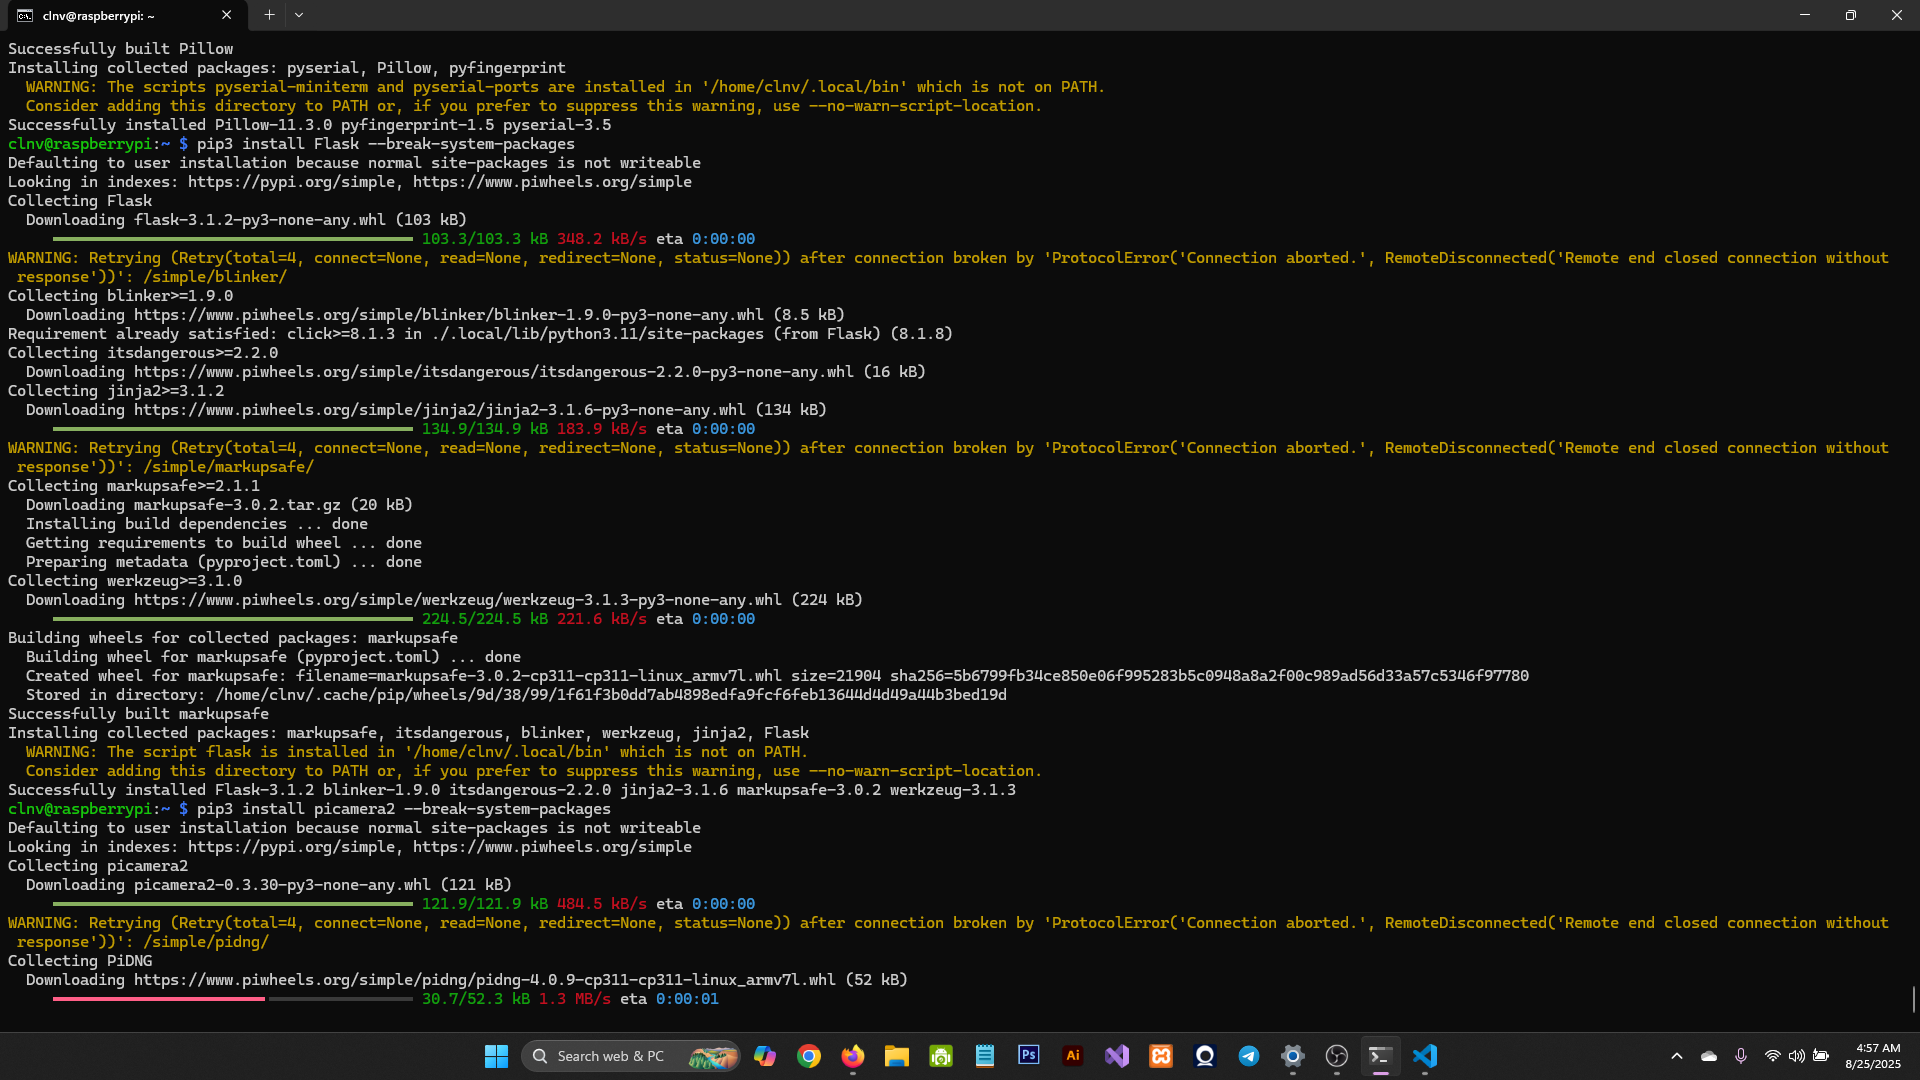 clnv@raspberrypi: ~
Successfully built Pillow
Installing collected packages: pyserial, Pillow, pyfingerprint
  WARNING: The scripts pyserial-miniterm and pyserial-ports are installed in '/home/clnv/.local/bin' which is not on PATH.
  Consider adding this directory to PATH or, if you prefer to suppress this warning, use --no-warn-script-location.
Successfully installed Pillow-11.3.0 pyfingerprint-1.5 pyserial-3.5
clnv@raspberrypi:~ $ pip3 install Flask --break-system-packages
Defaulting to user installation because normal site-packages is not writeable
Looking in indexes: https://pypi.org/simple, https://www.piwheels.org/simple
Collecting Flask
  Downloading flask-3.1.2-py3-none-any.whl (103 kB)
103.3/103.3 kB 348.2 kB/s eta 0:00:00
WARNING: Retrying (Retry(total=4, connect=None, read=None, redirect=None, status=None)) after connection broken by 'ProtocolError('Connection aborted.', RemoteDisconnected('Remote end closed connection without
 response'))': /simple/blinker/
Collecting blinker>=1.9.0
  Downloading https://www.piwheels.org/simple/blinker/blinker-1.9.0-py3-none-any.whl (8.5 kB)
Requirement already satisfied: click>=8.1.3 in ./.local/lib/python3.11/site-packages (from Flask) (8.1.8)
Collecting itsdangerous>=2.2.0
  Downloading https://www.piwheels.org/simple/itsdangerous/itsdangerous-2.2.0-py3-none-any.whl (16 kB)
Collecting jinja2>=3.1.2
  Downloading https://www.piwheels.org/simple/jinja2/jinja2-3.1.6-py3-none-any.whl (134 kB)
134.9/134.9 kB 183.9 kB/s eta 0:00:00
WARNING: Retrying (Retry(total=4, connect=None, read=None, redirect=None, status=None)) after connection broken by 'ProtocolError('Connection aborted.', RemoteDisconnected('Remote end closed connection without
 response'))': /simple/markupsafe/
Collecting markupsafe>=2.1.1
  Downloading markupsafe-3.0.2.tar.gz (20 kB)
  Installing build dependencies ... done
  Getting requirements to build wheel ... done
  Preparing metadata (pyproject.toml) ... done
Collecting werkzeug>=3.1.0
  Downloading https://www.piwheels.org/simple/werkzeug/werkzeug-3.1.3-py3-none-any.whl (224 kB)
224.5/224.5 kB 221.6 kB/s eta 0:00:00
Building wheels for collected packages: markupsafe
  Building wheel for markupsafe (pyproject.toml) ... done
  Created wheel for markupsafe: filename=markupsafe-3.0.2-cp311-cp311-linux_armv7l.whl size=21904 sha256=5b6799fb34ce850e06f995283b5c0948a8a2f00c989ad56d33a57c5346f97780
  Stored in directory: /home/clnv/.cache/pip/wheels/9d/38/99/1f61f3b0dd7ab4898edfa9fcf6feb13644d4d49a44b3bed19d
Successfully built markupsafe
Installing collected packages: markupsafe, itsdangerous, blinker, werkzeug, jinja2, Flask
  WARNING: The script flask is installed in '/home/clnv/.local/bin' which is not on PATH.
  Consider adding this directory to PATH or, if you prefer to suppress this warning, use --no-warn-script-location.
Successfully installed Flask-3.1.2 blinker-1.9.0 itsdangerous-2.2.0 jinja2-3.1.6 markupsafe-3.0.2 werkzeug-3.1.3
clnv@raspberrypi:~ $ pip3 install picamera2 --break-system-packages
Defaulting to user installation because normal site-packages is not writeable
Looking in indexes: https://pypi.org/simple, https://www.piwheels.org/simple
Collecting picamera2
  Downloading picamera2-0.3.30-py3-none-any.whl (121 kB)
121.9/121.9 kB 484.5 kB/s eta 0:00:00
WARNING: Retrying (Retry(total=4, connect=None, read=None, redirect=None, status=None)) after connection broken by 'ProtocolError('Connection aborted.', RemoteDisconnected('Remote end closed connection without
 response'))': /simple/pidng/
Collecting PiDNG
  Downloading https://www.piwheels.org/simple/pidng/pidng-4.0.9-cp311-cp311-linux_armv7l.whl (52 kB)
30.7/52.3 kB 1.3 MB/s eta 0:00:01
Search web & PC
Ps
Ai
4:57 AM
8/25/2025